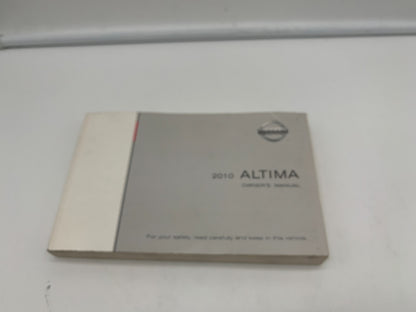 NISSAN
2010 ALTIMA
OWNER'S MANUAL
For your safety, read carefully and keep in this vehicle.